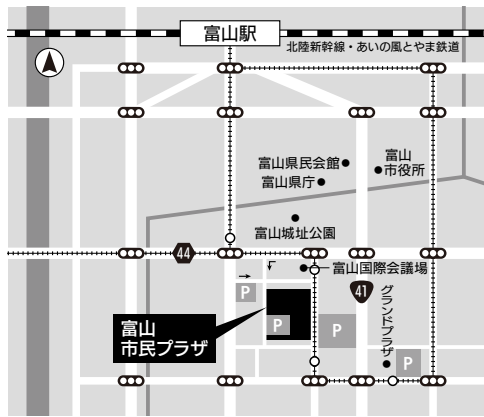 富山駅
北陸新幹線・あいの風とやま鉄道
富山県民会館
富山県庁
富山
市役所
富山城址公園
44
富山国際会議場
P
41
グランドプラザ
P
P
P
富山
市民プラザ